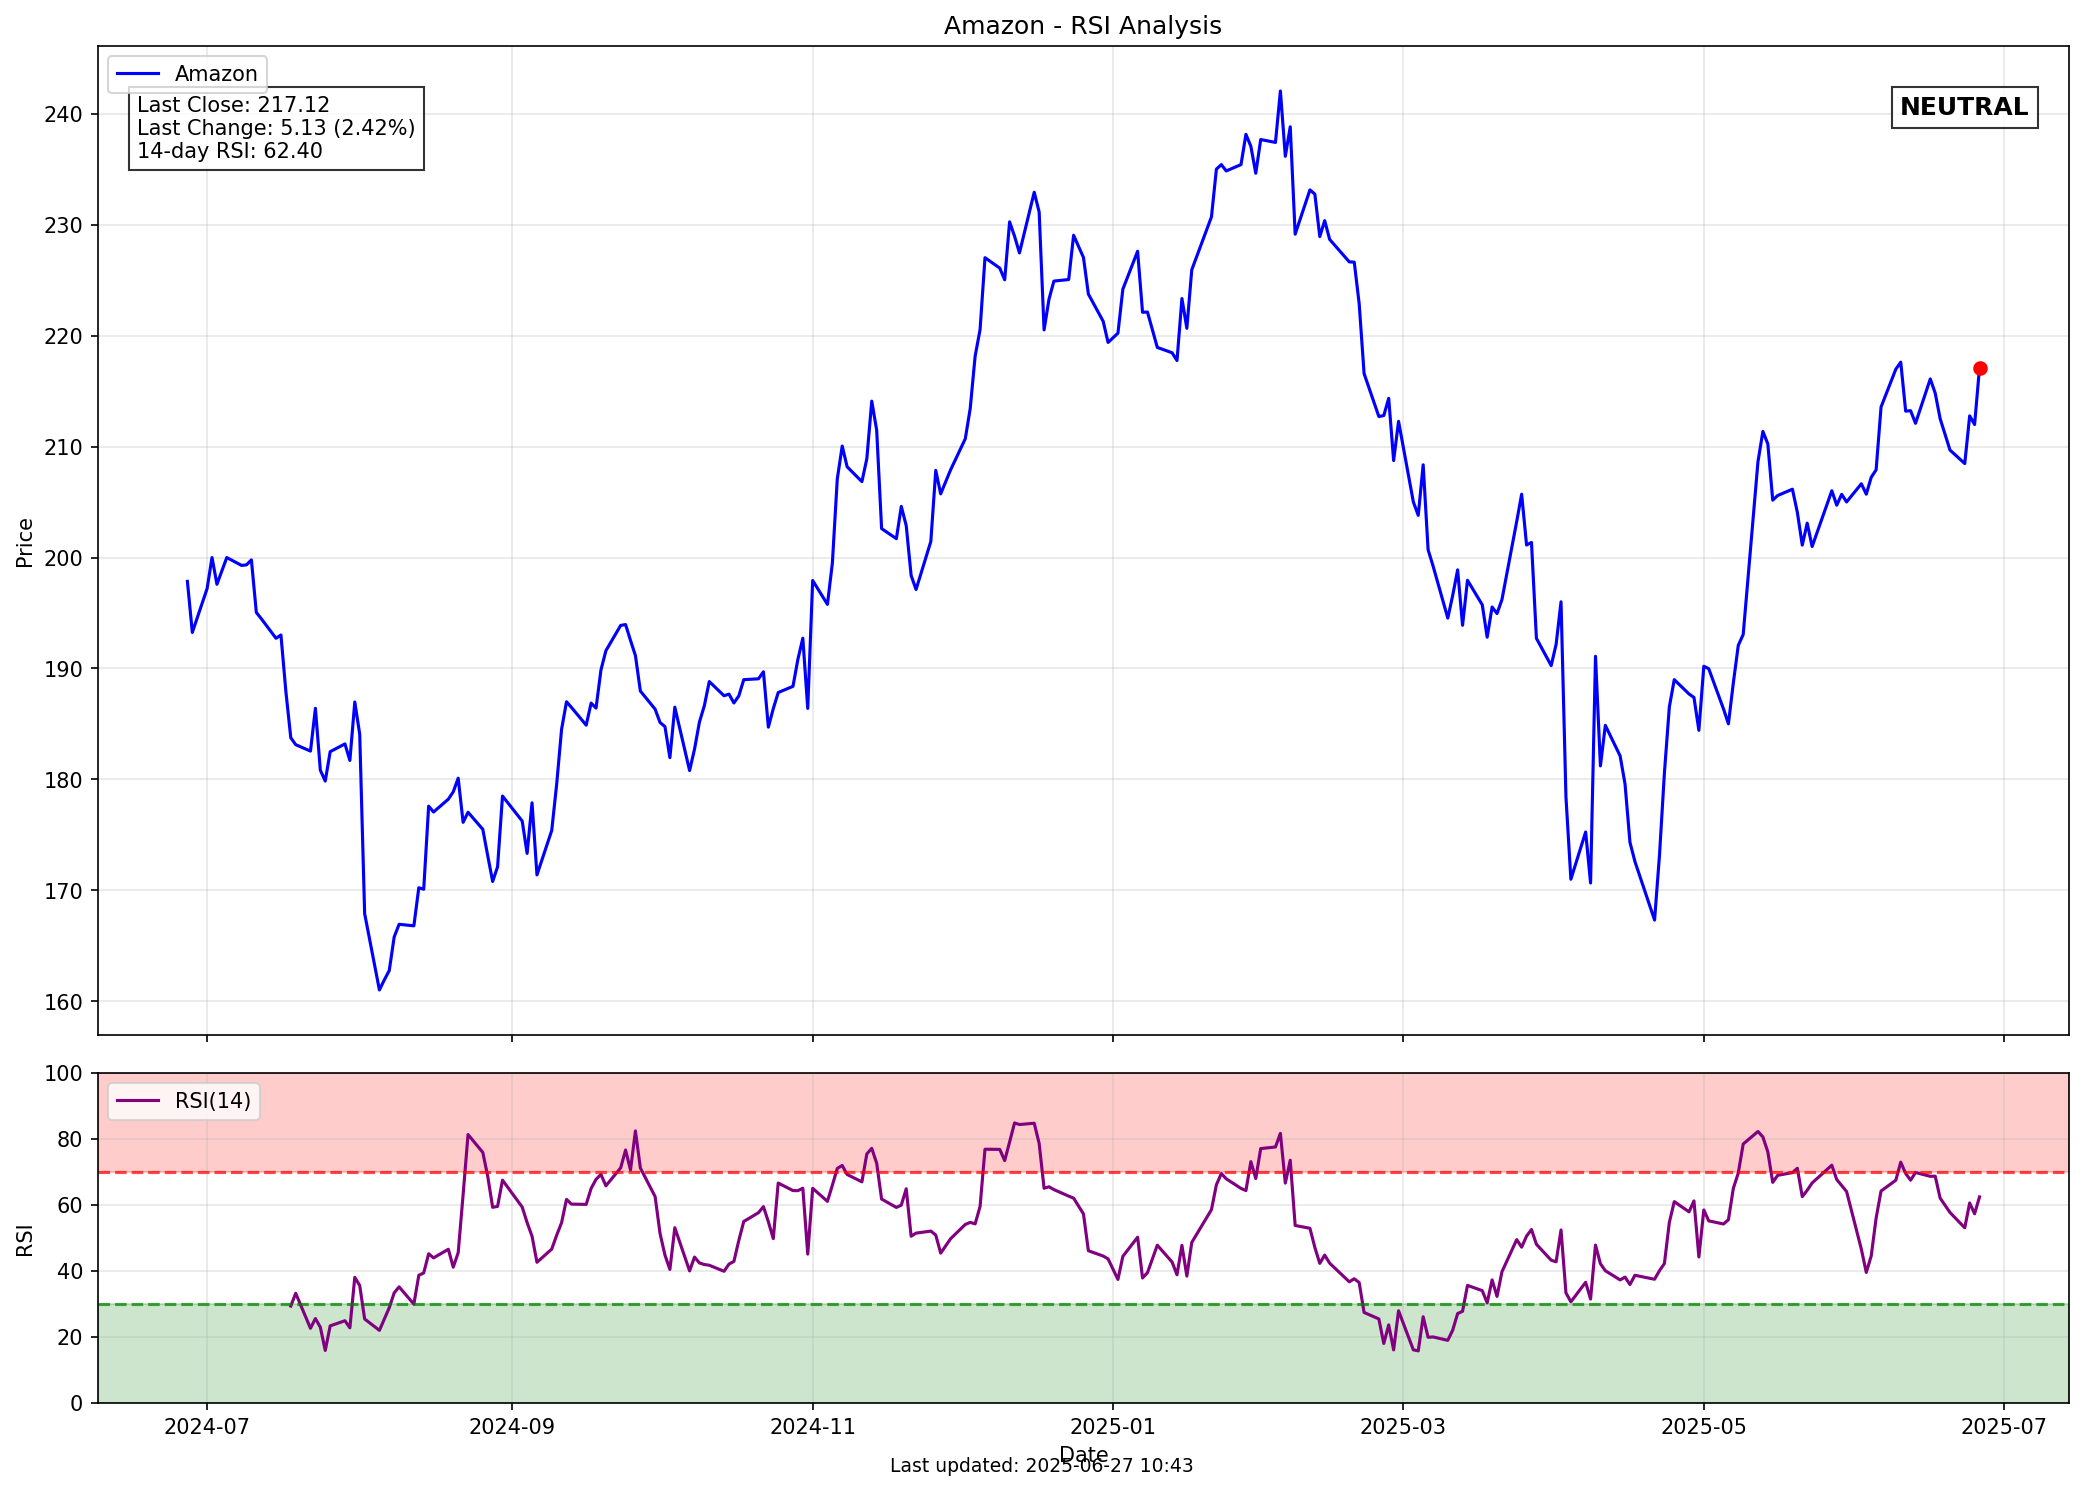 Amazon - RSI Analysis
Amazon
Last Close: 217.12
Last Change: 5.13 (2.42%)
14-day RSI: 62.40
NEUTRAL
240
230
220
210
200
190
180
170
160
Price
100
80
60
40
20
0
RSI
RSI(14)
2024-07
2024-09
2024-11
2025-01
2025-03
2025-05
2025-07
Date
Last updated: 2025-06-27 10:43